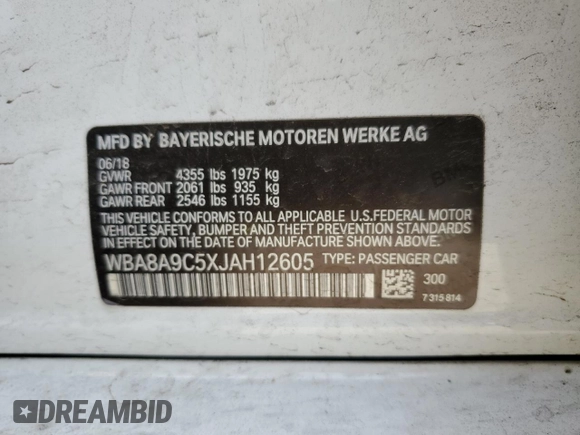 MFD BY BAYERISCHE MOTOREN WERKE AG
06/18
GVWR 4355 lbs 1975 kg
GAWR FRONT 2061 lbs 935 kg
GAWR REAR 2546 lbs 1155 kg
THIS VEHICLE CONFORMS TO ALL APPLICABLE U.S.FEDERAL MOTOR
VEHICLE SAFETY, BUMPER AND THEFT PREVENTION STANDARDS
IN EFFECT ON THE DATE OF MANUFACTURE SHOWN ABOVE.
WBA8A9C5XJAH12605 TYPE: PASSENGER CAR
300
7 315 814
DREAMBID